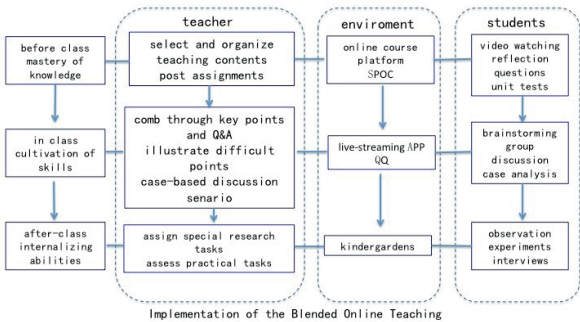 teacher
enviroment
students
before class
mastery of
knowledge
select and organize
teaching contents
post assignments
online course
platform
SPOC
video watching
reflection
questions
unit tests
in class
cultivation of
skills
comb through key points
and Q&A
illustrate difficult
points
case-based discussion
senario
live-streaming APP
QQ
brainstorming
group
discussion
case analysis
after-class
internalizing
abilities
assign special research
tasks
assess practical tasks
kindergardens
observation
experiments
interviews
Implementation of the Blended Online Teaching